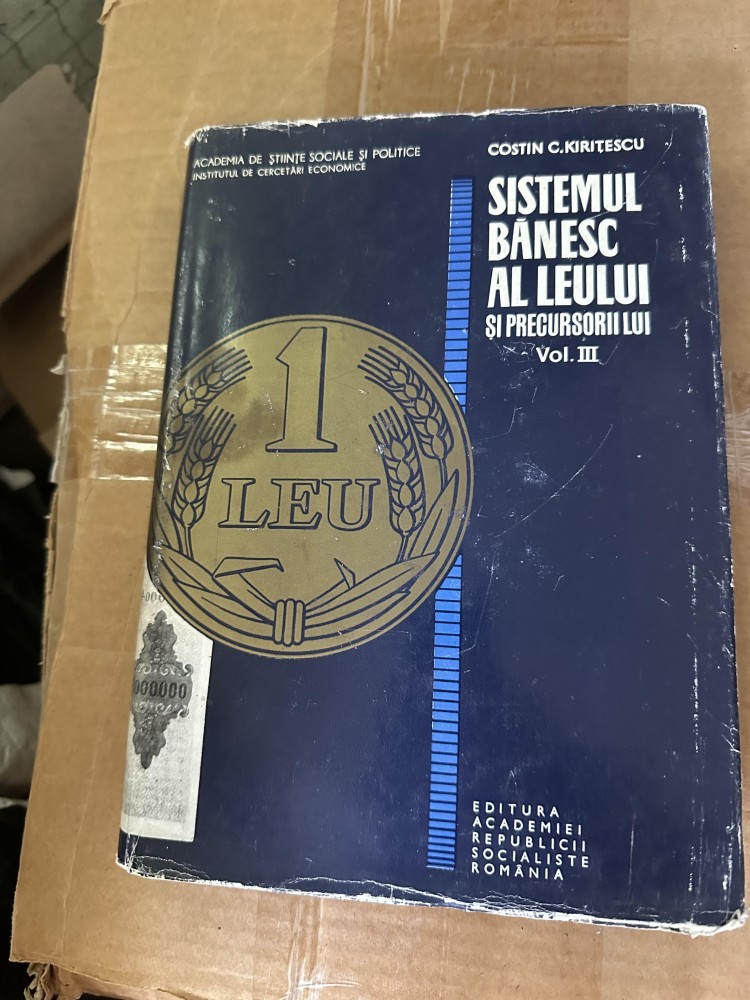 ACADEMIA DE ȘTIINȚE SOCIALE ȘI POLITICE
INSTITUTUL DE CERCETĂRI ECONOMICE
COSTIN C. KIRIȚESCU
SISTEMUL
BĂNESC
AL LEULUI
ȘI PRECURSORII LUI
Vol. III
1
LEU
000000
EDITURA
ACADEMIEI
REPUBLICII
SOCIALISTE
ROMÂNIA